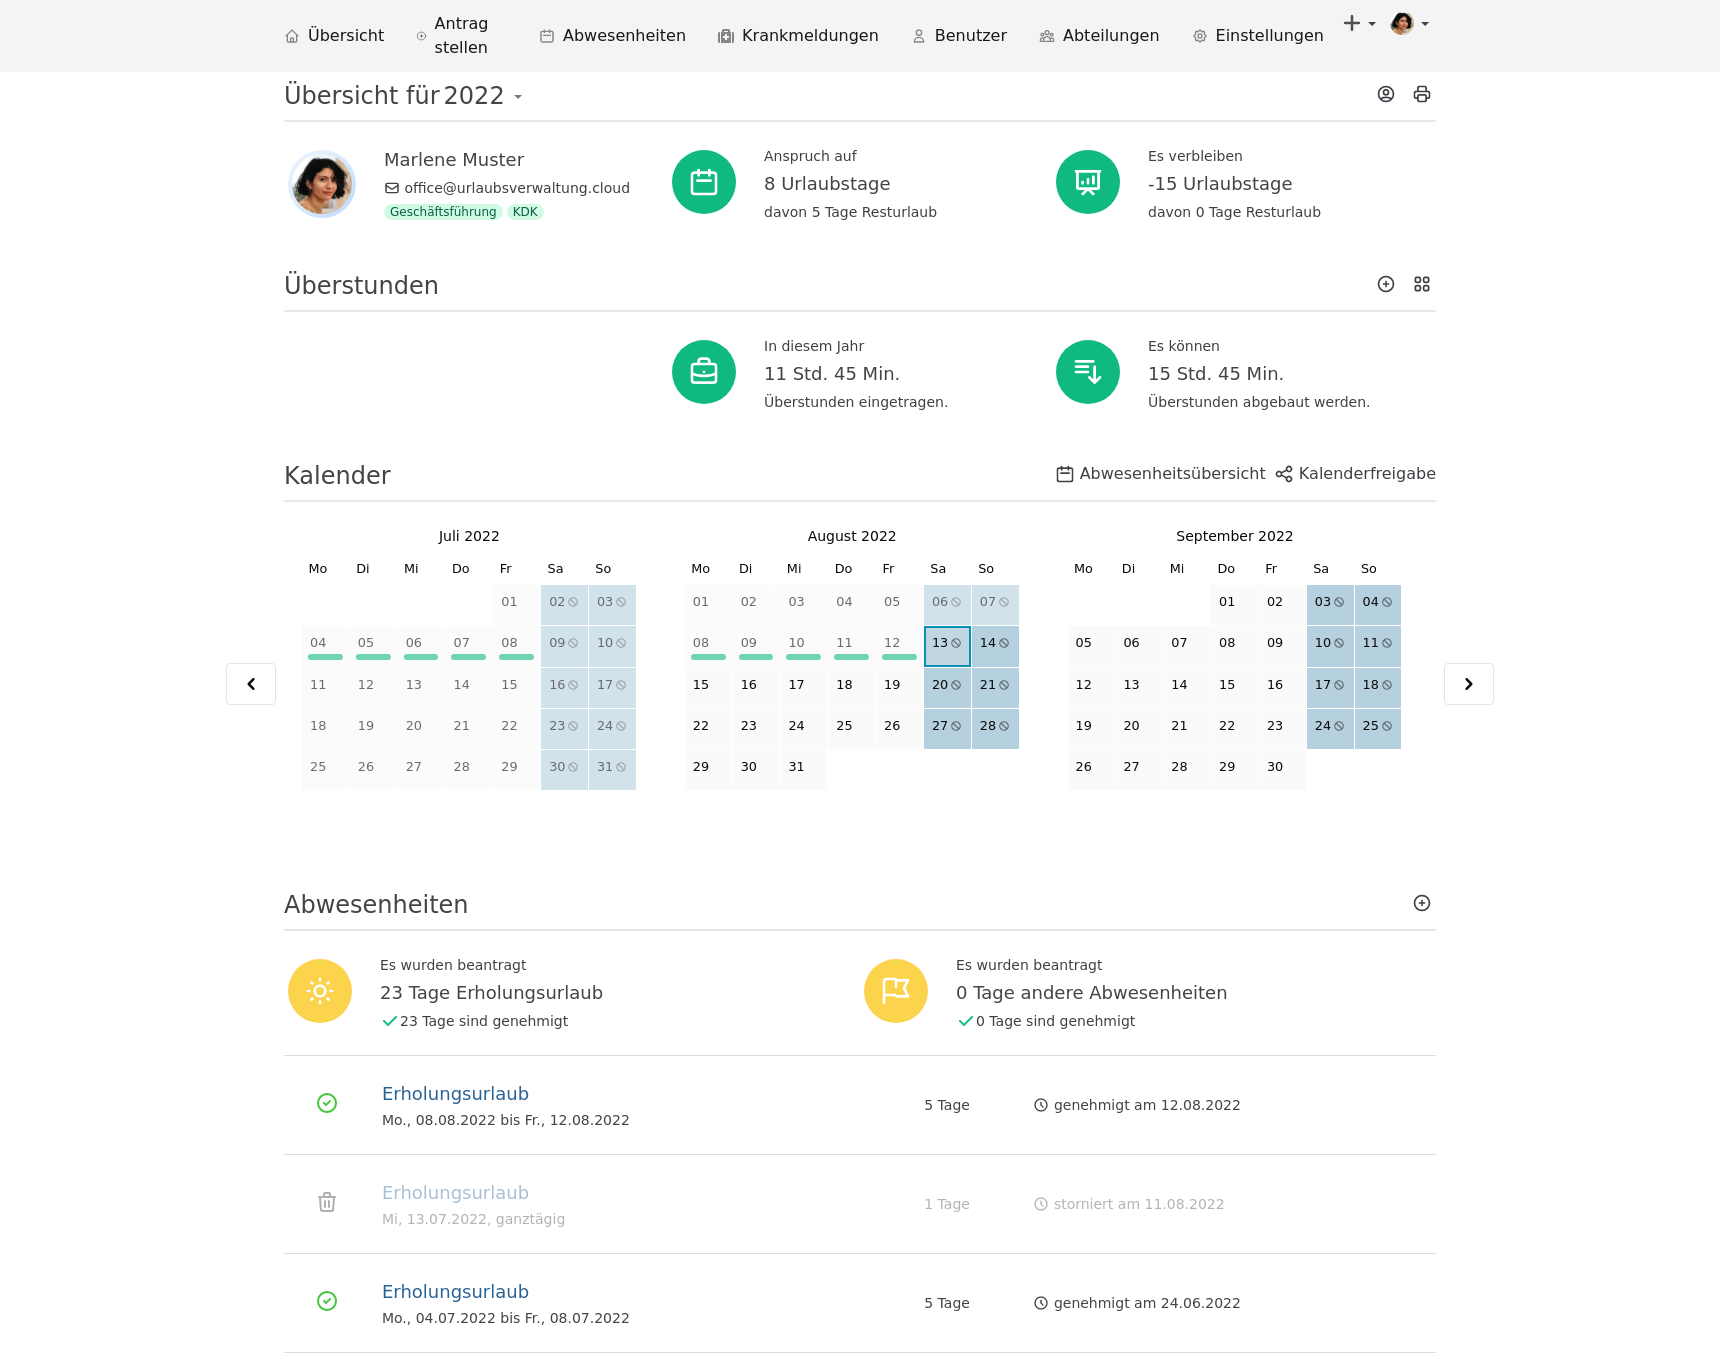 Übersicht
Antrag stellen
Abwesenheiten
Krankmeldungen
Benutzer
Abteilungen
Einstellungen
Übersicht für 2022
Marlene Muster
office@urlaubsverwaltung.cloud
Geschäftsführung KDK
Anspruch auf
8 Urlaubstage
davon 5 Tage Resturlaub
Es verbleiben
-15 Urlaubstage
davon 0 Tage Resturlaub
Überstunden
In diesem Jahr
11 Std. 45 Min.
Überstunden eingetragen.
Es können
15 Std. 45 Min.
Überstunden abgebaut werden.
Kalender
Abwesenheitsübersicht Kalenderfreigabe
Juli 2022
Mo Di Mi Do Fr Sa So
01 02 03
04 05 06 07 08 09 10
11 12 13 14 15 16 17
18 19 20 21 22 23 24
25 26 27 28 29 30 31
August 2022
Mo Di Mi Do Fr Sa So
01 02 03 04 05 06 07
08 09 10 11 12 13 14
15 16 17 18 19 20 21
22 23 24 25 26 27 28
29 30 31
September 2022
Mo Di Mi Do Fr Sa So
01 02 03 04
05 06 07 08 09 10 11
12 13 14 15 16 17 18
19 20 21 22 23 24 25
26 27 28 29 30
Abwesenheiten
Es wurden beantragt
23 Tage Erholungsurlaub
23 Tage sind genehmigt
Es wurden beantragt
0 Tage andere Abwesenheiten
0 Tage sind genehmigt
Erholungsurlaub
Mo., 08.08.2022 bis Fr., 12.08.2022
5 Tage
genehmigt am 12.08.2022
Erholungsurlaub
Mi, 13.07.2022, ganztägig
1 Tage
storniert am 11.08.2022
Erholungsurlaub
Mo., 04.07.2022 bis Fr., 08.07.2022
5 Tage
genehmigt am 24.06.2022